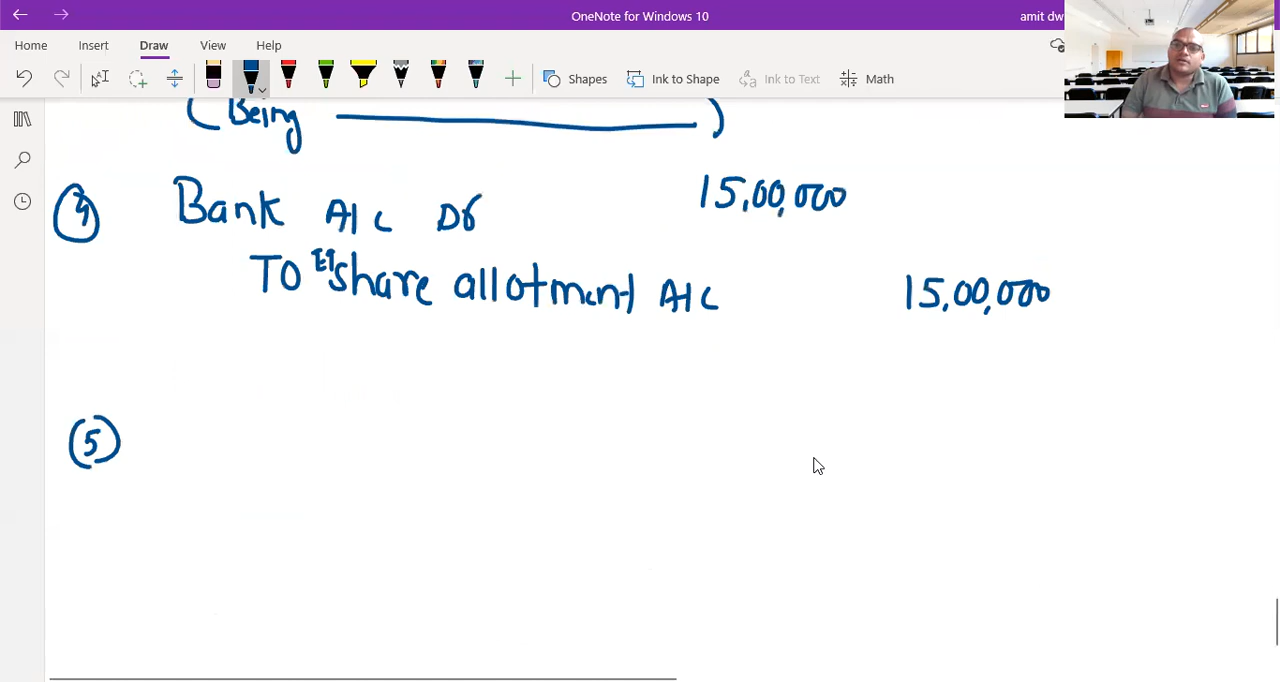 OneNote for Windows 10
amit dw
Home Insert Draw View Help
Shapes Ink to Shape Ink to Text Math
(Being )
4 Bank A/C Dr 15,00,000
To Eq share allotment A/C 15,00,000
(5)